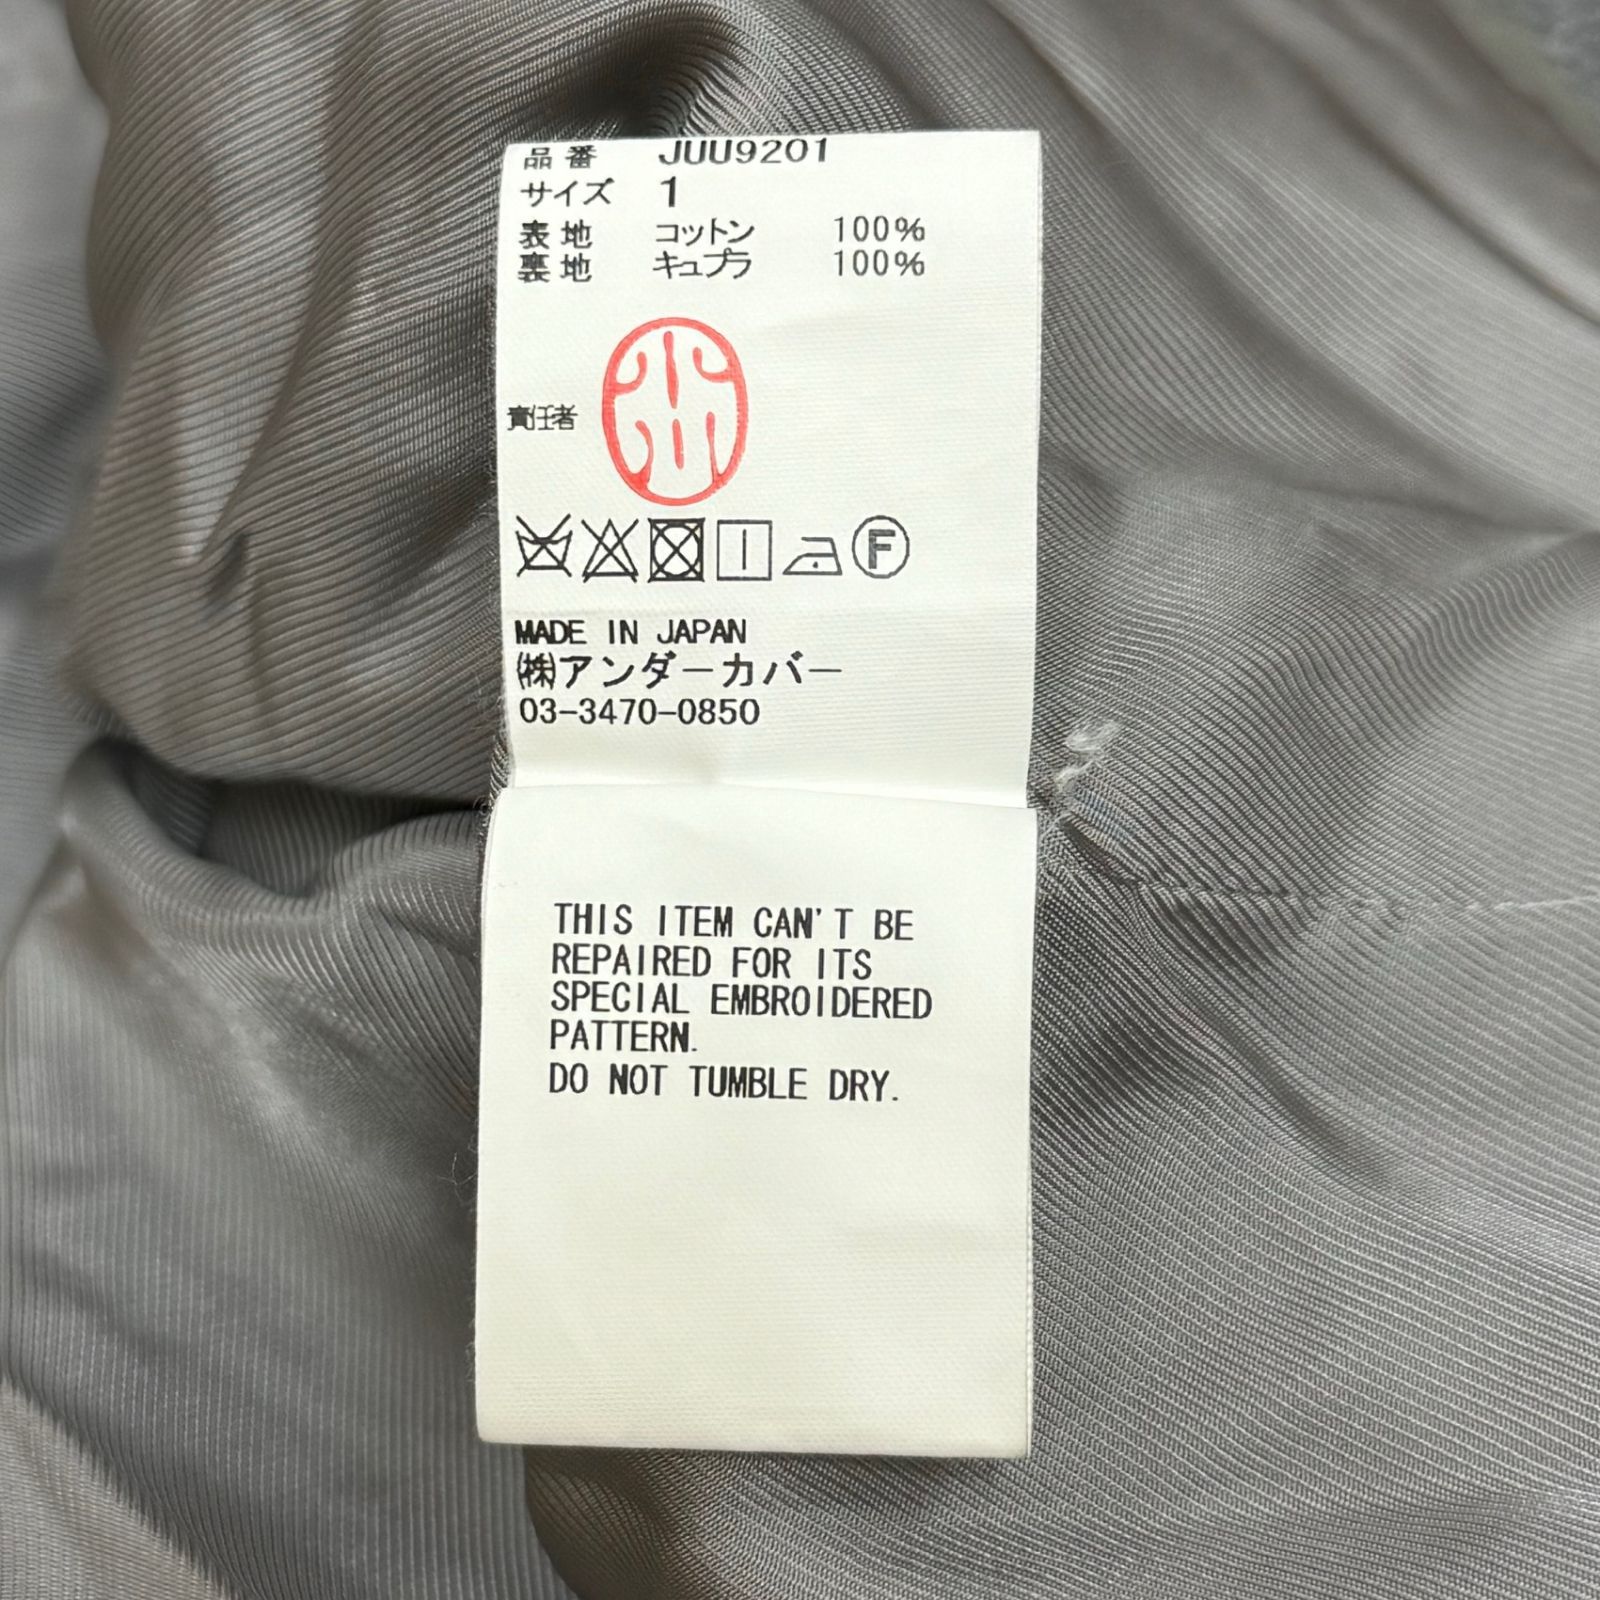 品番 JUU9201
サイズ 1
表地 コットン 100%
裏地 キュプラ 100%
責任者
F
MADE IN JAPAN
㈱アンダーカバー
03-3470-0850
THIS ITEM CAN'T BE
REPAIRED FOR ITS
SPECIAL EMBROIDERED
PATTERN.
DO NOT TUMBLE DRY.